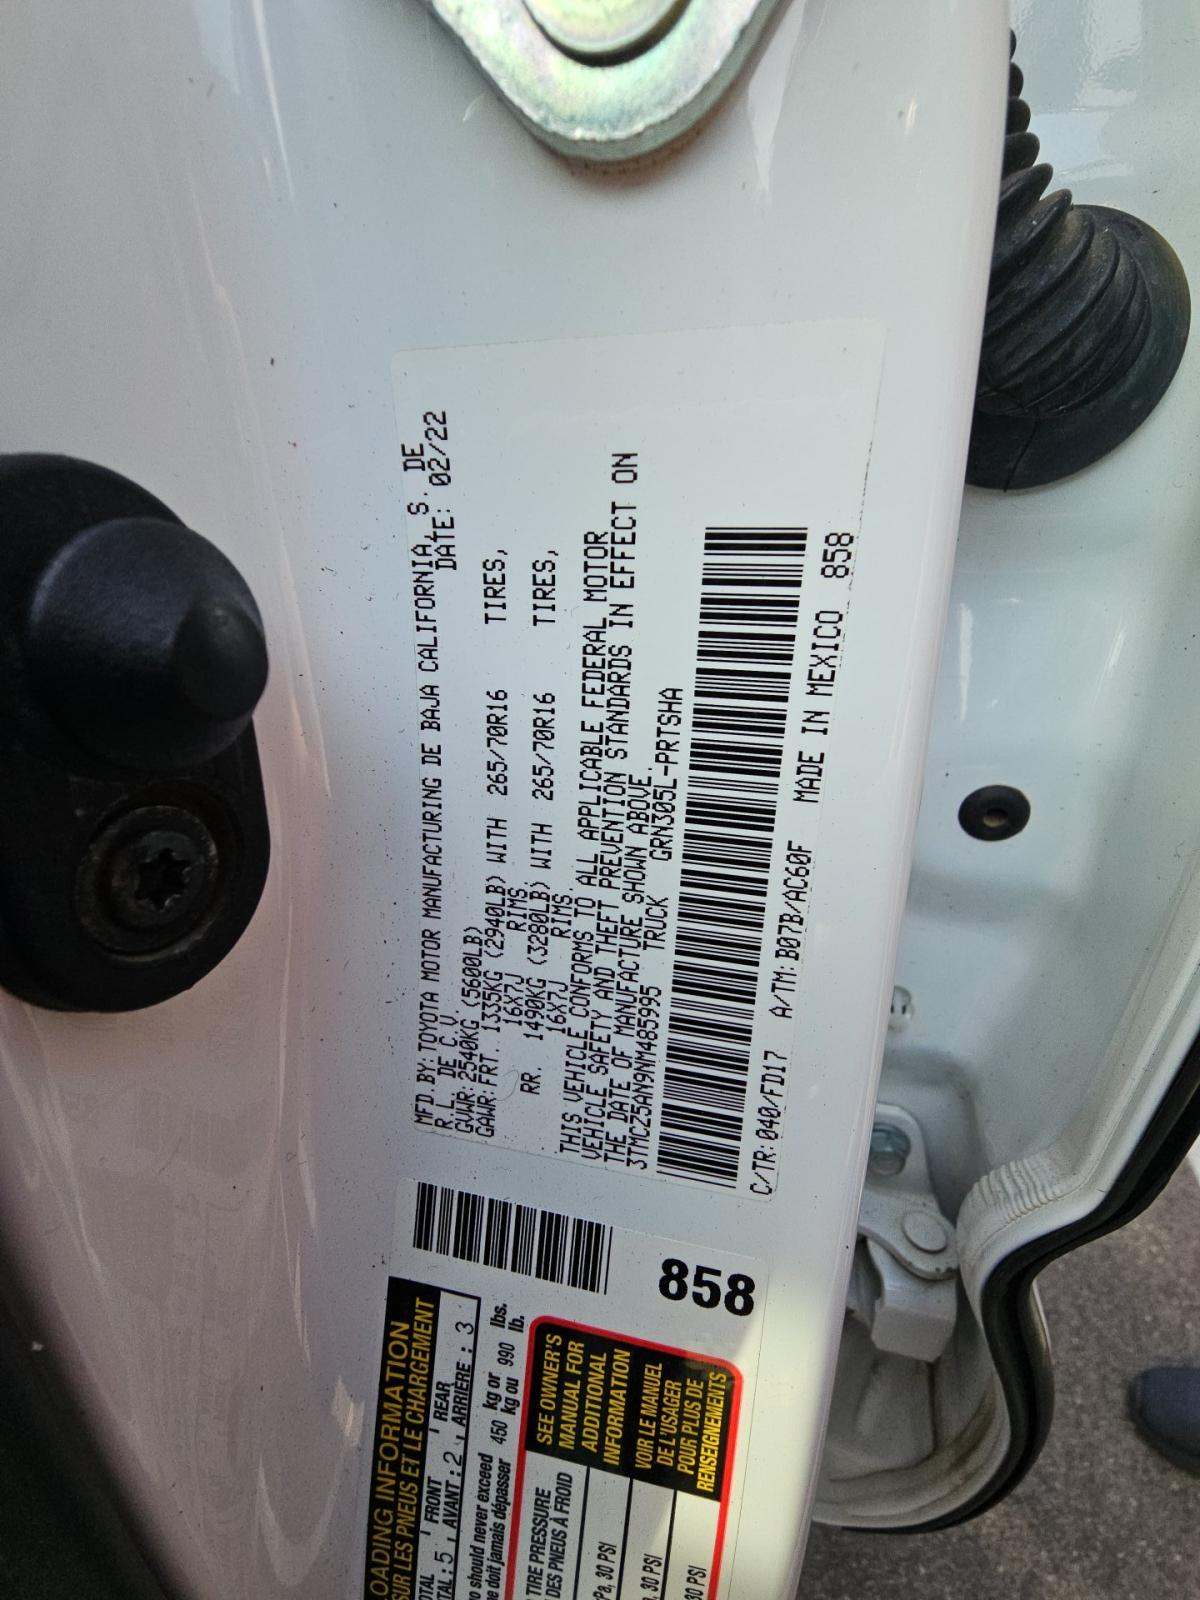 MFD.BY:TOYOTA MOTOR MANUFACTURING DE BAJA CALIFORNIA, S. DE
R.L. DE C.V. DATE: 02/22
GVWR:2540KG (5600LB)
GAWR:FRT. 1335KG (2940LB) WITH 265/70R16 TIRES,
16X7J RIMS.
RR. 1490KG (3280LB) WITH 265/70R16 TIRES,
16X7J RIMS.
THIS VEHICLE CONFORMS TO ALL APPLICABLE FEDERAL MOTOR
VEHICLE SAFETY AND THEFT PREVENTION STANDARDS IN EFFECT ON
THE DATE OF MANUFACTURE SHOWN ABOVE.
3TMCZ5AN9NM485995 TRUCK GRN305L-PRTSHA
C/TR:040/FD17 A/TM:B07B/AC60F MADE IN MEXICO 858
858
LOADING INFORMATION
SUR LES PNEUS ET LE CHARGEMENT
TOTAL:5 FRONT AVANT:2 REAR ARRIÈRE:3
should never exceed 450 kg or 990 lbs.
ne doit jamais dépasser kg ou lb.
TIRE PRESSURE
DES PNEUS À FROID
SEE OWNER'S
MANUAL FOR
ADDITIONAL
INFORMATION
VOIR LE MANUEL
DE L'USAGER
POUR PLUS DE
RENSEIGNEMENTS
30 PSI
30 PSI
30 PSI